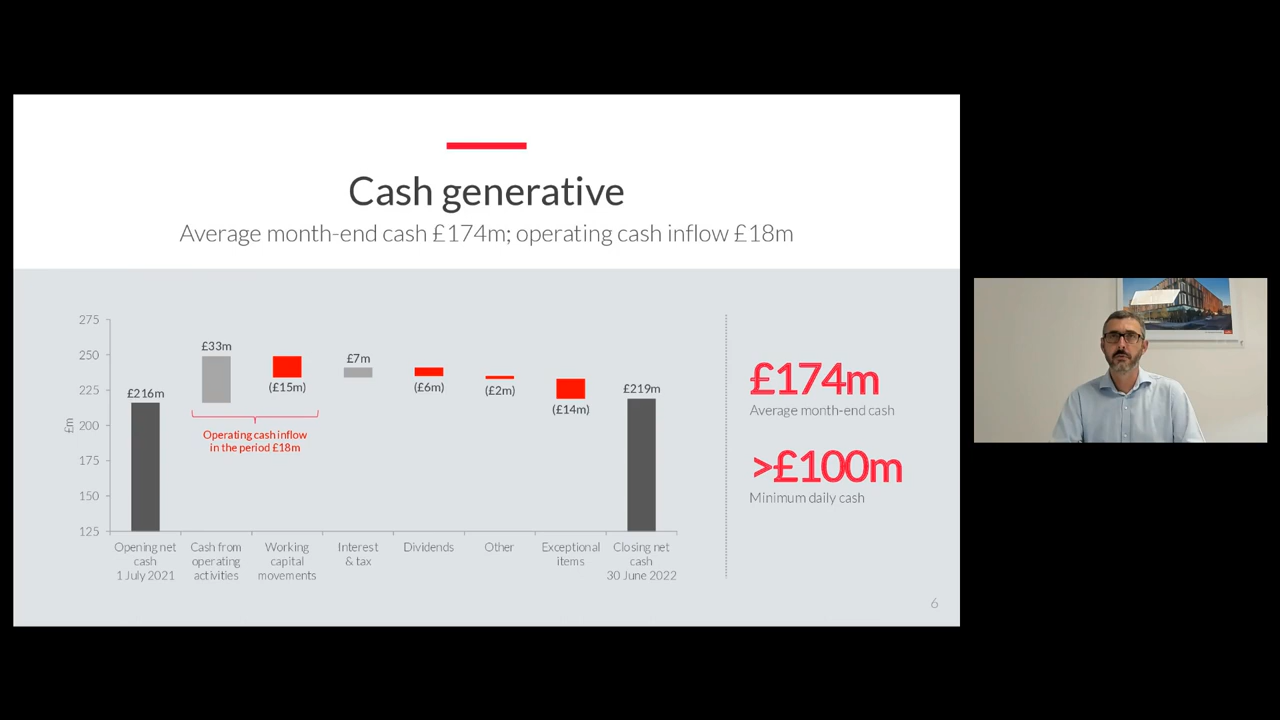 Cash generative
Average month-end cash £174m; operating cash inflow £18m
£m
275
250
225
200
175
150
125
£216m
£33m
(£15m)
£7m
(£6m)
(£2m)
(£14m)
£219m
Operating cash inflow
in the period £18m
Opening net
cash
1 July 2021
Cash from
operating
activities
Working
capital
movements
Interest
& tax
Dividends
Other
Exceptional
items
Closing net
cash
30 June 2022
£174m
Average month-end cash
>£100m
Minimum daily cash
6